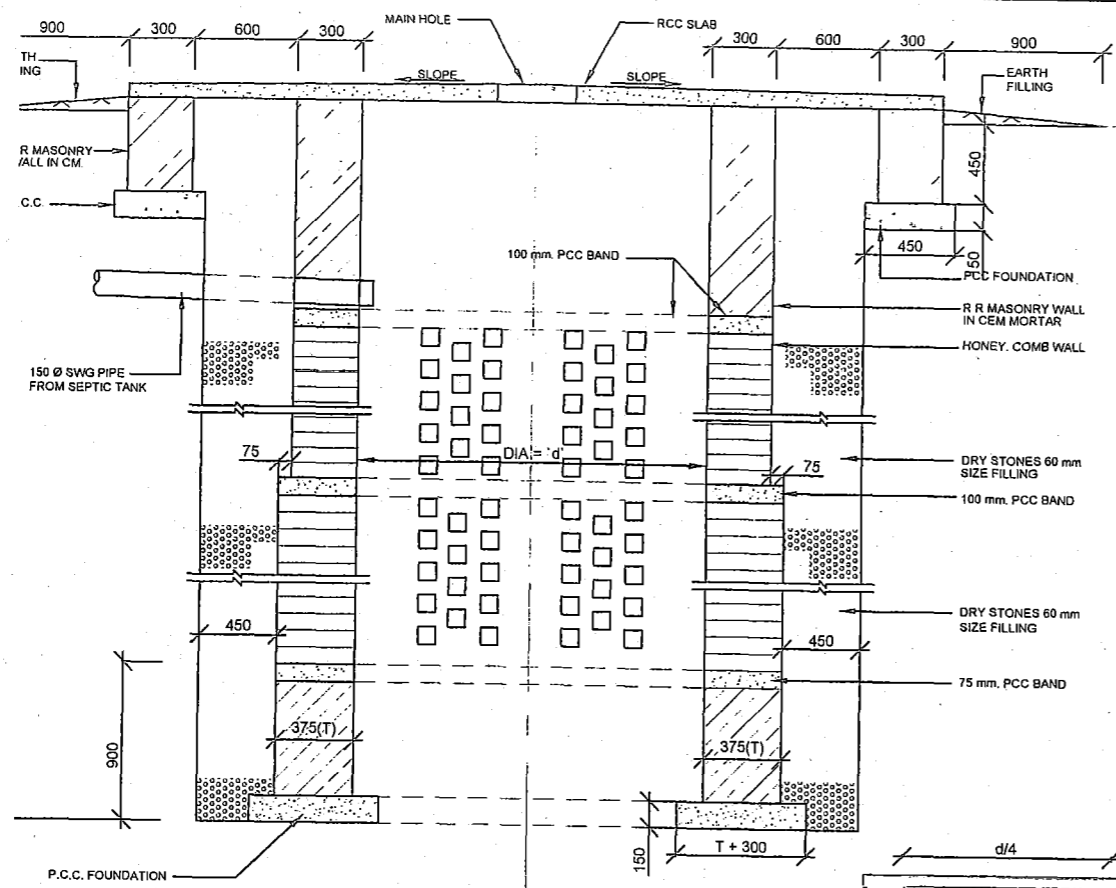 MAIN HOLE
RCC SLAB
900
300
600
300
300
600
300
900
TH
ING
SLOPE
SLOPE
EARTH
FILLING
R MASONRY
/ALL IN CM.
C.C.
450
450
50
100 mm. PCC BAND
PCC FOUNDATION
R R MASONRY WALL
IN CEM MORTAR
HONEY. COMB WALL
150 Ø SWG PIPE
FROM SEPTIC TANK
75
DIA = 'd'
75
DRY STONES 60 mm
SIZE FILLING
100 mm. PCC BAND
DRY STONES 60 mm
SIZE FILLING
450
450
75 mm. PCC BAND
900
375(T)
375(T)
150
T + 300
d/4
P.C.C. FOUNDATION